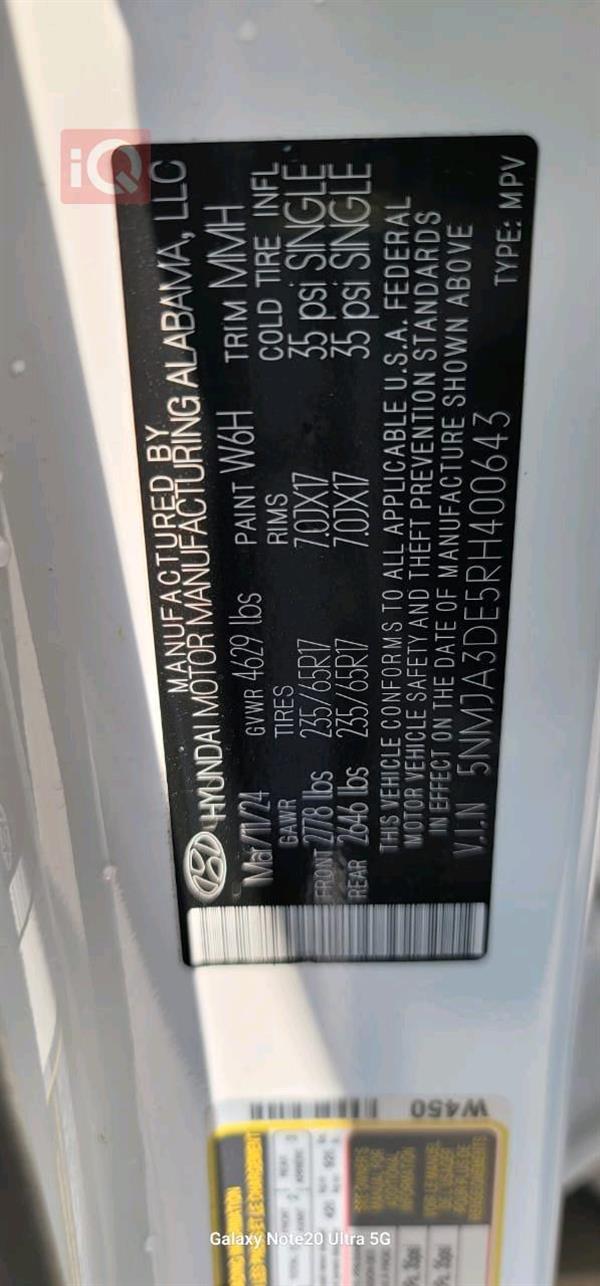 iQ
MANUFACTURED BY
HYUNDAI MOTOR MANUFACTURING ALABAMA, LLC
GVWR 4629 lbs PAINT W6H TRIM MMH
GAWR TIRES RIMS COLD TIRE INFL
FRONT 2778 lbs 235/65R17 7.0JX17 35 psi SINGLE
REAR 2646 lbs 235/65R17 7.0JX17 35 psi SINGLE
THIS VEHICLE CONFORMS TO ALL APPLICABLE U.S.A. FEDERAL
MOTOR VEHICLE SAFETY AND THEFT PREVENTION STANDARDS
IN EFFECT ON THE DATE OF MANUFACTURE SHOWN ABOVE
V.I.N 5NMJA3DE5RH400643
TYPE: MPV
W450
Galaxy Note20 Ultra 5G